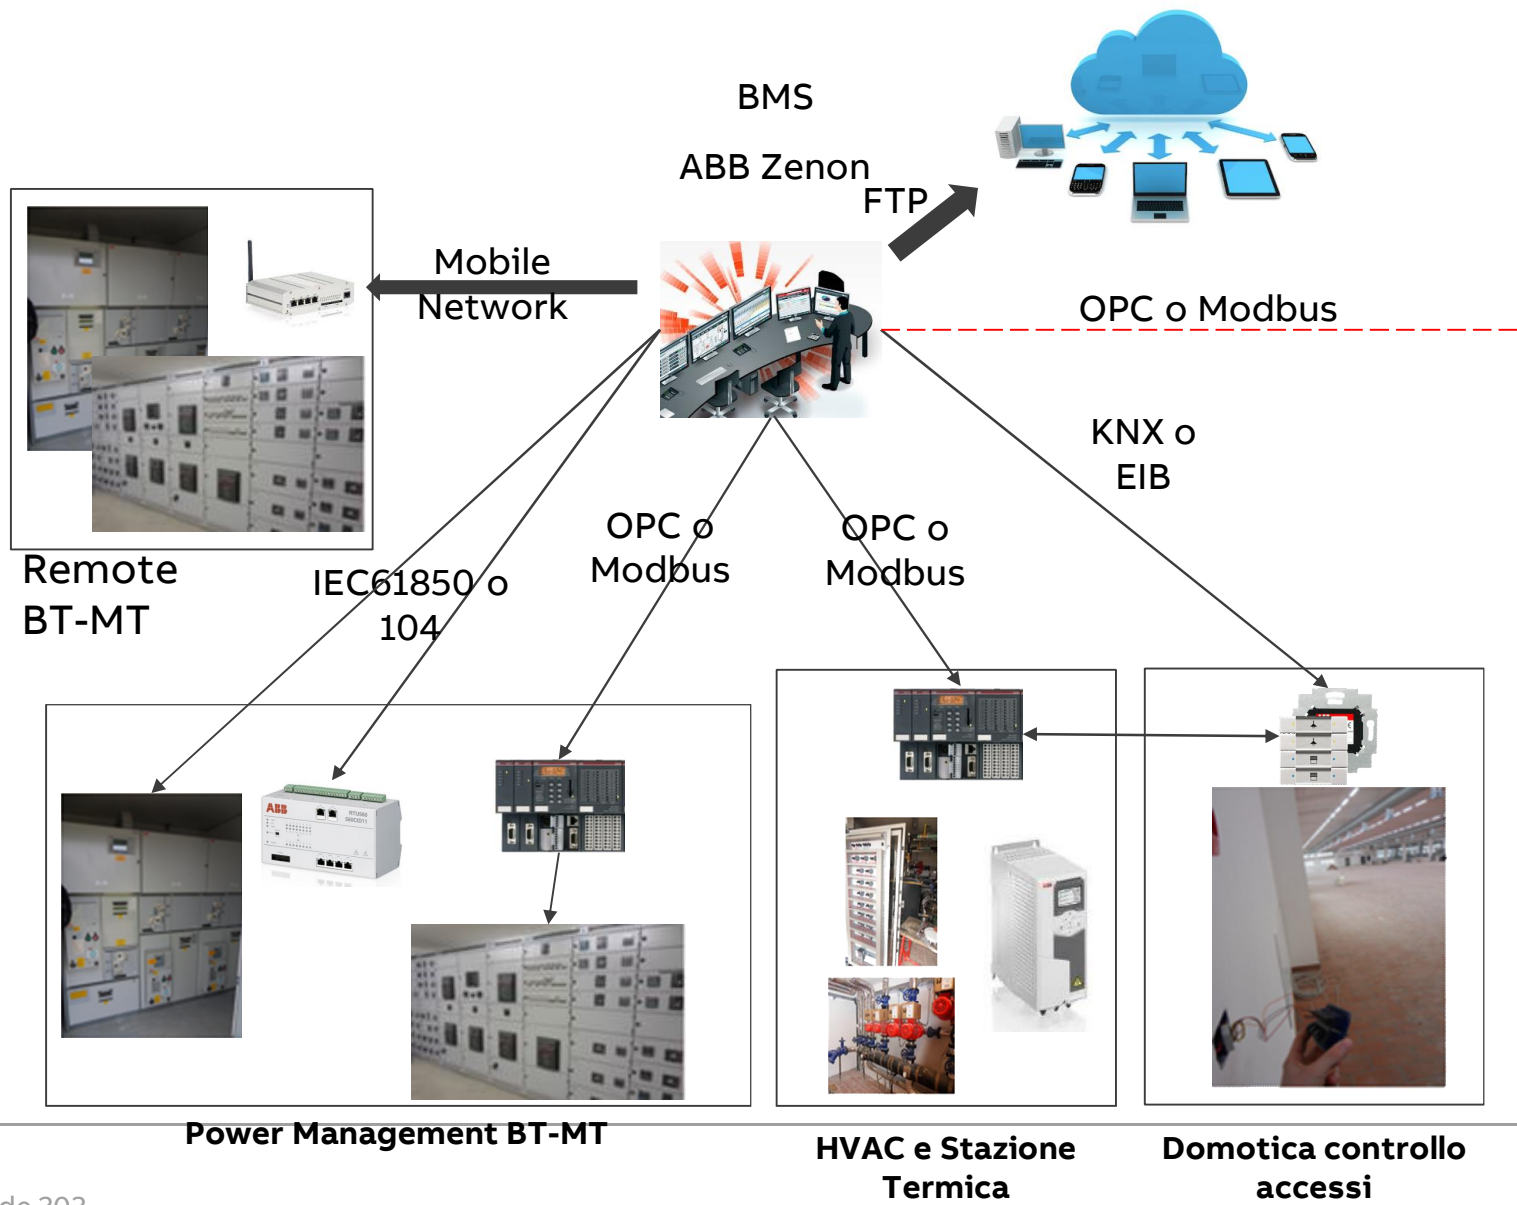 BMS
ABB Zenon
FTP
Mobile
Network
OPC o Modbus
KNX o
EIB
OPC o
Modbus
OPC o
Modbus
Remote
BT-MT
IEC61850 o
104
ABB
Power Management BT-MT
HVAC e Stazione
Termica
Domotica controllo
accessi